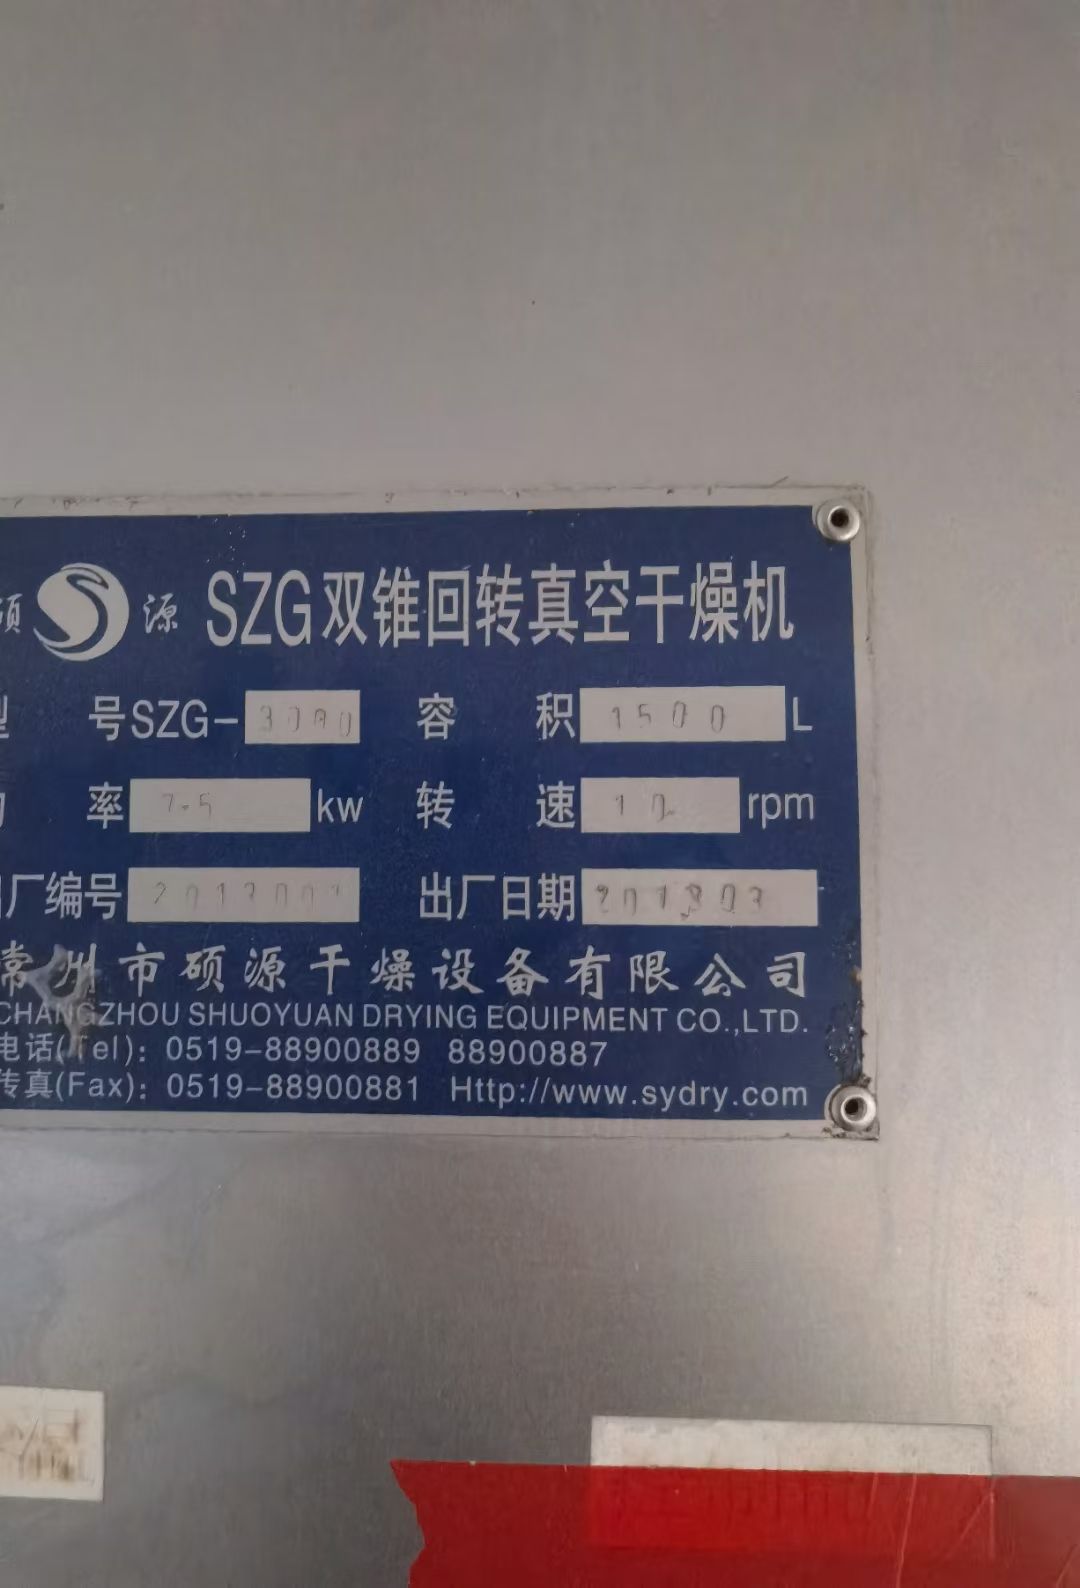 硕 源 SZG双锥回转真空干燥机
型 号SZG-3000 容 积 1500 L
率 7.5 kw 转 速 10 rpm
出厂编号 出厂日期
常州市硕源干燥设备有限公司
CHANGZHOU SHUOYUAN DRYING EQUIPMENT CO.,LTD.
电话(Tel): 0519-88900889 88900887
传真(Fax): 0519-88900881 Http://www.sydry.com